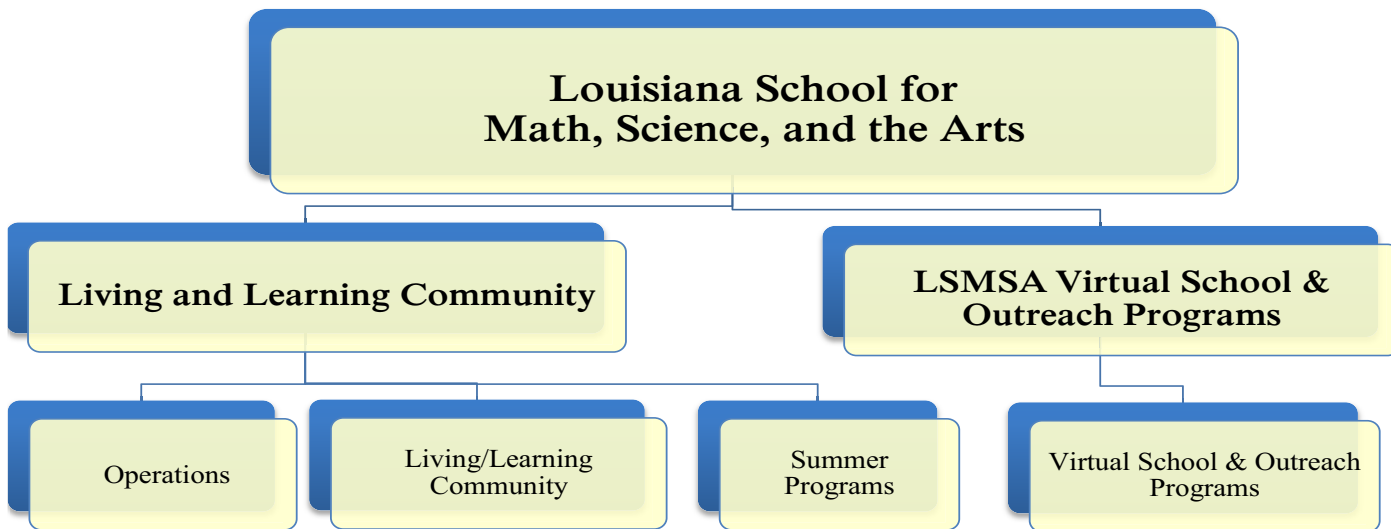 Louisiana School for
Math, Science, and the Arts
Living and Learning Community
LSMSA Virtual School &
Outreach Programs
Operations
Living/Learning
Community
Summer
Programs
Virtual School & Outreach
Programs